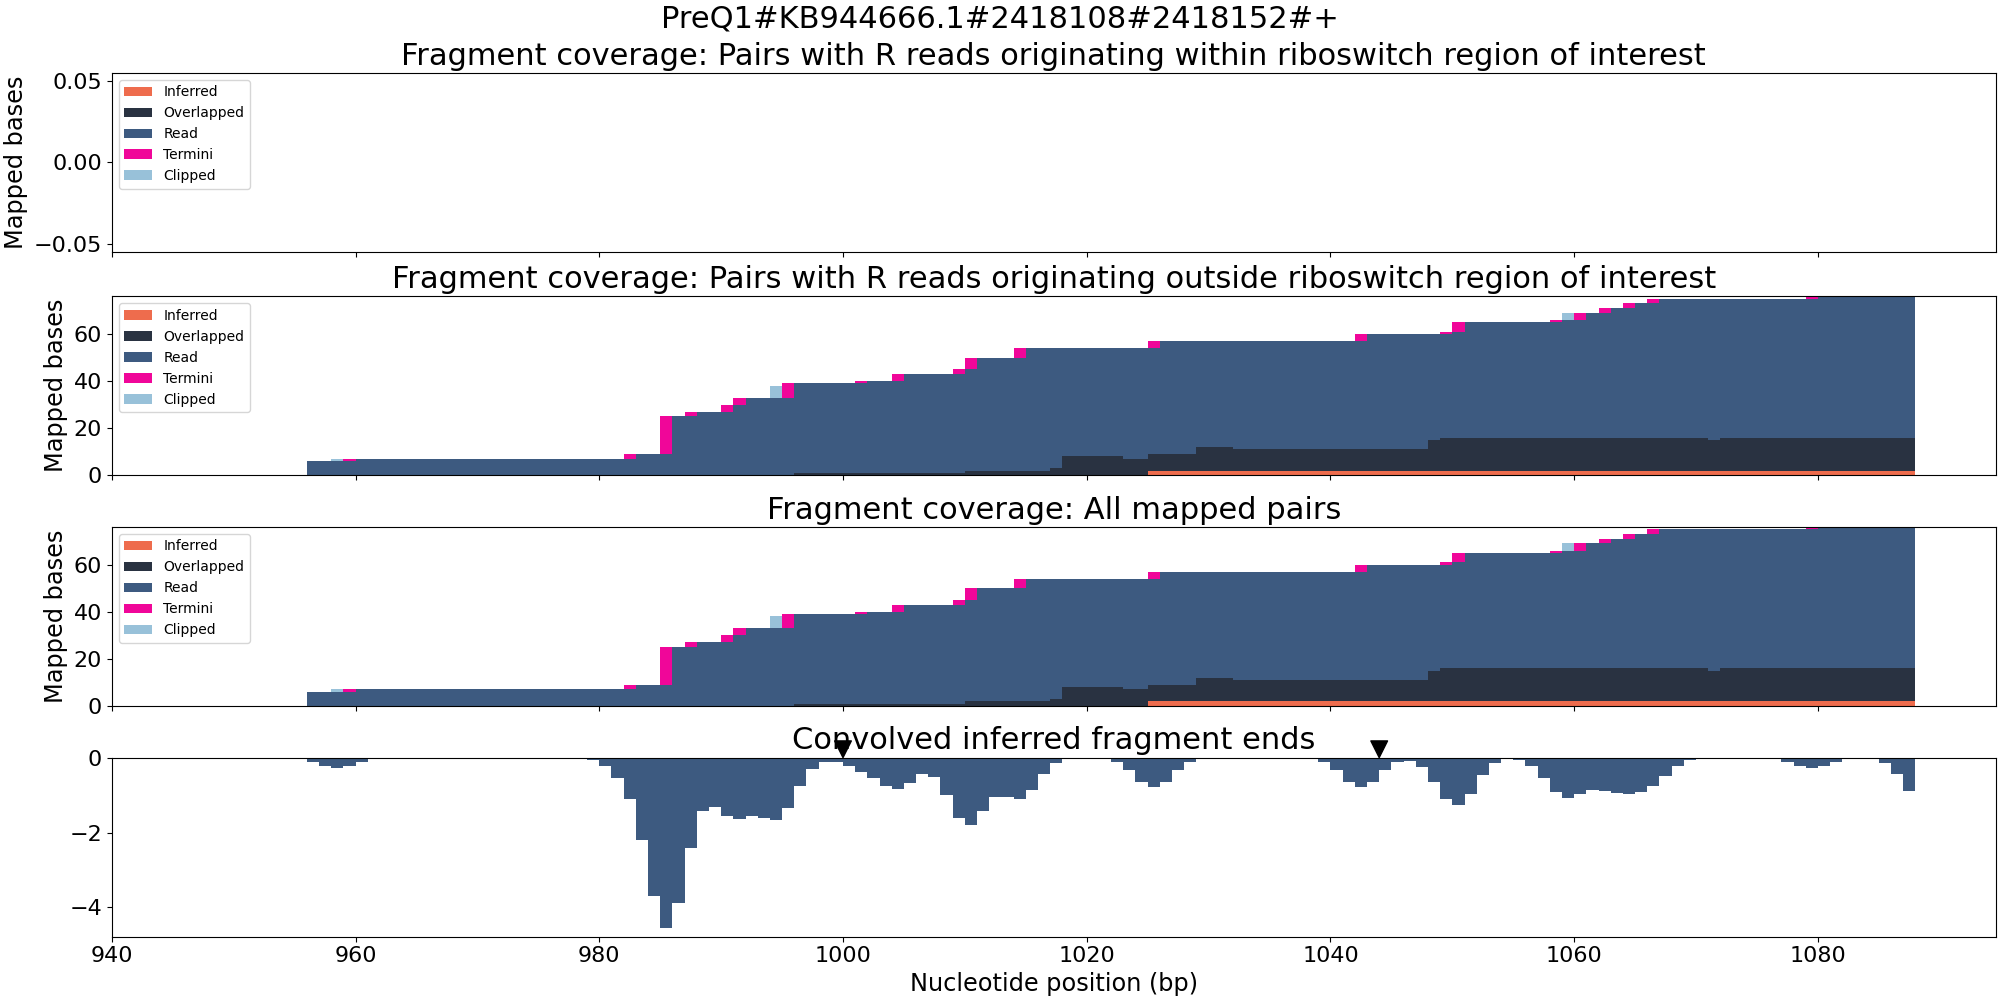 PreQ1#KB944666.1#2418108#2418152#+
Fragment coverage: Pairs with R reads originating within riboswitch region of interest
Mapped bases
0.05
0.00
−0.05
Inferred
Overlapped
Read
Termini
Clipped
Fragment coverage: Pairs with R reads originating outside riboswitch region of interest
Mapped bases
60
40
20
0
Inferred
Overlapped
Read
Termini
Clipped
Fragment coverage: All mapped pairs
Mapped bases
60
40
20
0
Inferred
Overlapped
Read
Termini
Clipped
Convolved inferred fragment ends
0
−2
−4
940 960 980 1000 1020 1040 1060 1080
Nucleotide position (bp)